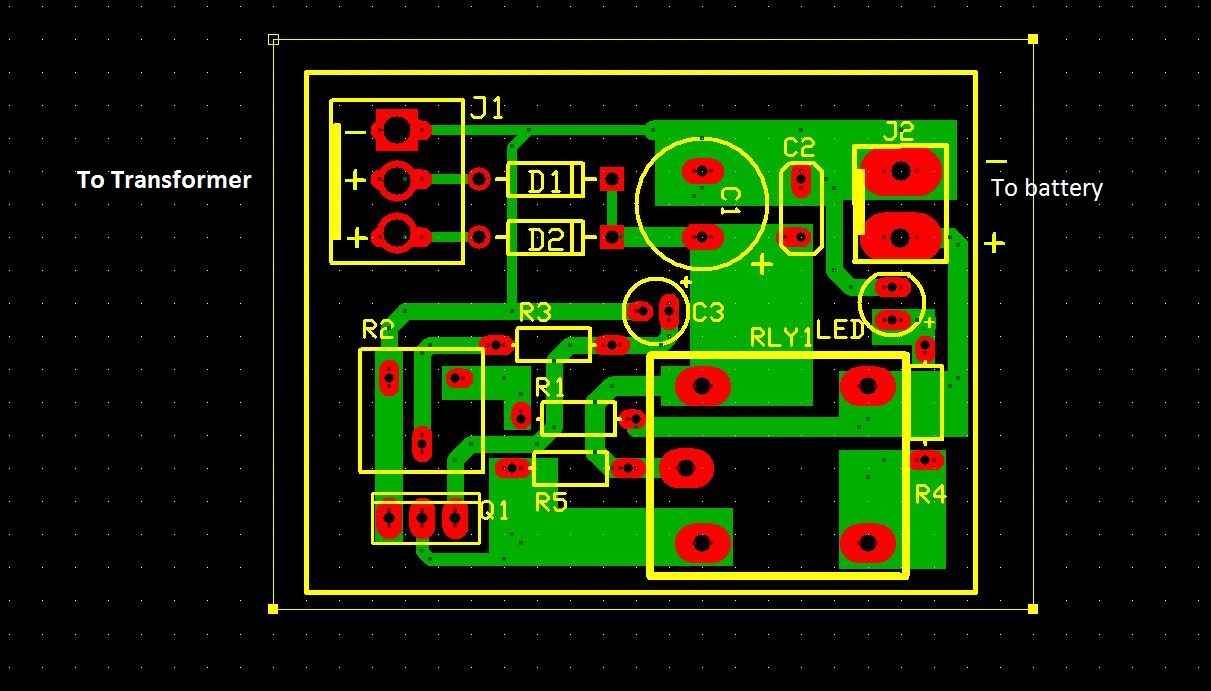 J1
J2
C2
−
To Transformer
+
D1
C1
−
To battery
+
D2
+
+
+
R3
C3
+
R2
RLY1
LED
R1
R5
Q1
R4